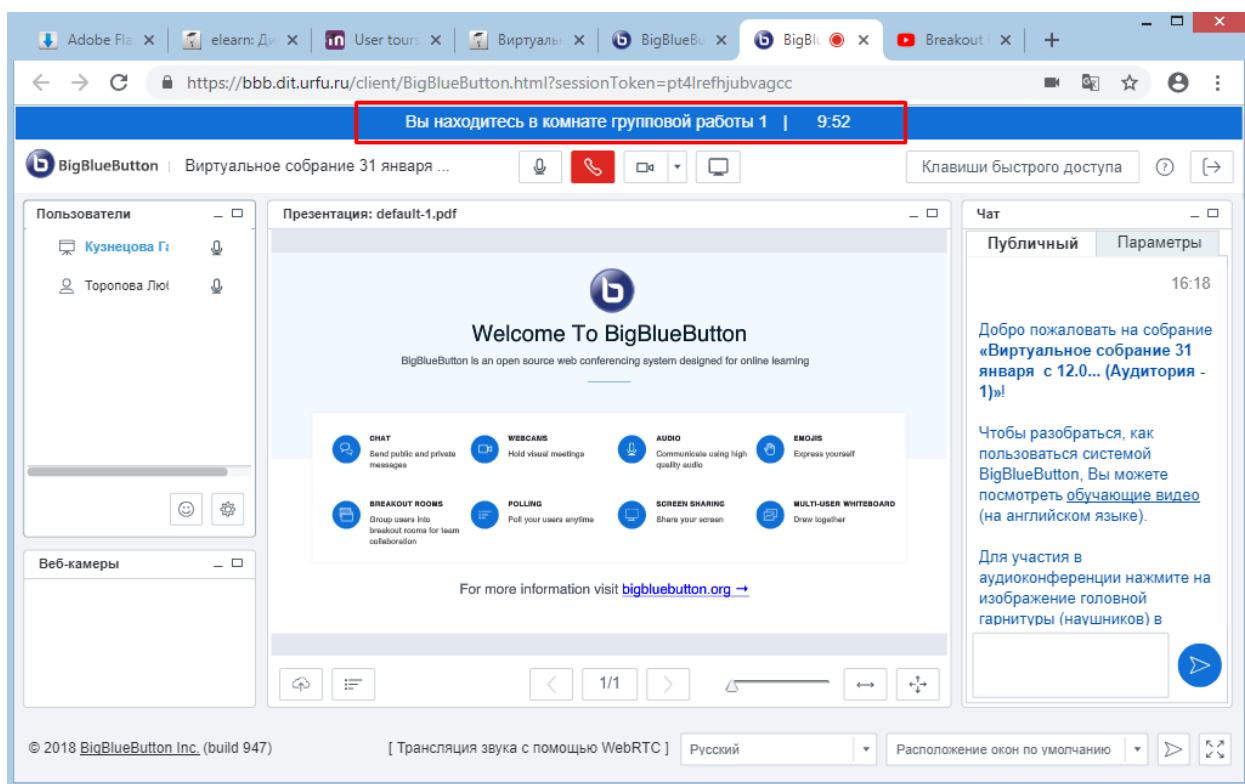 Adobe Fla
elearn: Ди
User tours
Виртуальн
BigBlueBu
BigBlu
Breakout
https://bbb.dit.urfu.ru/client/BigBlueButton.html?sessionToken=pt4lrefhjubvagcc
Вы находитесь в комнате групповой работы 1 | 9:52
BigBlueButton
Виртуальное собрание 31 января ...
Клавиши быстрого доступа
Пользователи
Кузнецова Га
Торопова Люб
Веб-камеры
Презентация: default-1.pdf
Welcome To BigBlueButton
BigBlueButton is an open source web conferencing system designed for online learning
CHAT
Send public and private
messages
WEBCAMS
Hold visual meetings
AUDIO
Communicate using high
quality audio
EMOJIS
Express yourself
BREAKOUT ROOMS
Group users into
breakout rooms for team
collaboration
POLLING
Poll your users anytime
SCREEN SHARING
Share your screen
MULTI-USER WHITEBOARD
Draw together
For more information visit bigbluebutton.org →
1/1
Чат
Публичный
Параметры
16:18
Добро пожаловать на собрание
«Виртуальное собрание 31
января с 12.0... (Аудитория -
1)»!
Чтобы разобраться, как
пользоваться системой
BigBlueButton, Вы можете
посмотреть обучающие видео
(на английском языке).
Для участия в
аудиоконференции нажмите на
изображение головной
гарнитуры (наушников) в
© 2018 BigBlueButton Inc. (build 947)
[ Трансляция звука с помощью WebRTC ]
Русский
Расположение окон по умолчанию